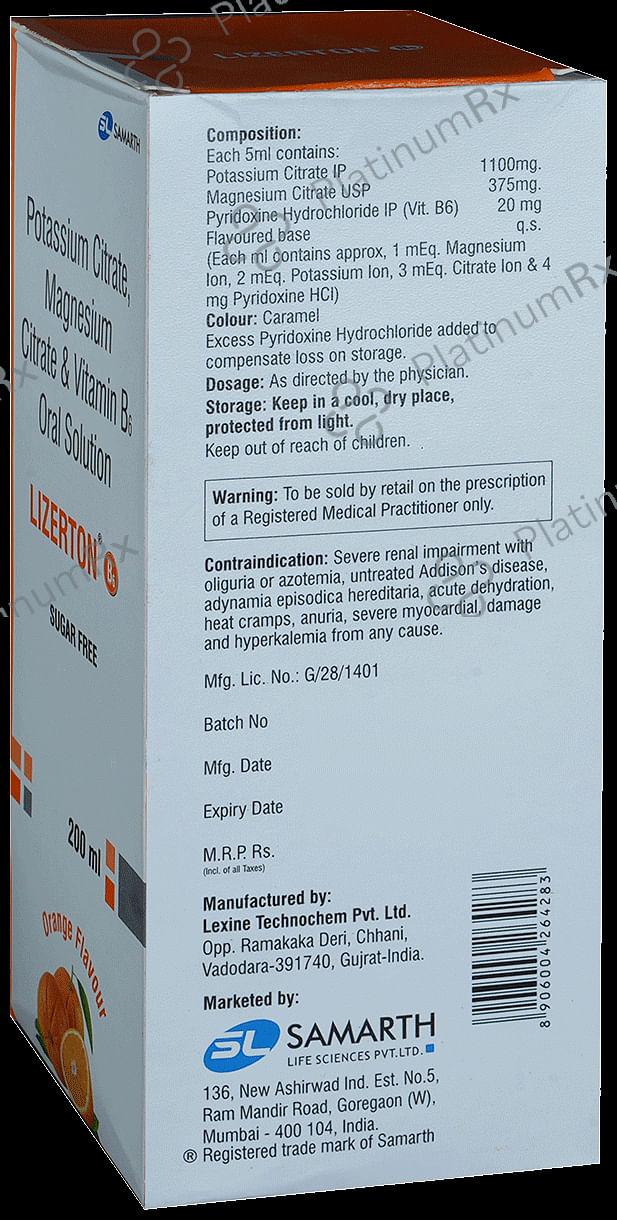 LIZERTON B6
SL SAMARTH
Potassium Citrate,
Magnesium
Citrate & Vitamin B6
Oral Solution
LIZERTON® B6
SUGAR FREE
200 ml
Orange Flavour
Composition:
Each 5ml contains:
Potassium Citrate IP 1100mg.
Magnesium Citrate USP 375mg.
Pyridoxine Hydrochloride IP (Vit. B6) 20 mg
Flavoured base q.s.
(Each ml contains approx, 1 mEq. Magnesium
Ion, 2 mEq. Potassium Ion, 3 mEq. Citrate Ion & 4
mg Pyridoxine HCl)
Colour: Caramel
Excess Pyridoxine Hydrochloride added to
compensate loss on storage.
Dosage: As directed by the physician.
Storage: Keep in a cool, dry place,
protected from light.
Keep out of reach of children.
Warning: To be sold by retail on the prescription
of a Registered Medical Practitioner only.
Contraindication: Severe renal impairment with
oliguria or azotemia, untreated Addison's disease,
adynamia episodica hereditaria, acute dehydration,
heat cramps, anuria, severe myocardial, damage
and hyperkalemia from any cause.
Mfg. Lic. No.: G/28/1401
Batch No
Mfg. Date
Expiry Date
M.R.P. Rs.
(Incl. of all Taxes)
Manufactured by:
Lexine Technochem Pvt. Ltd.
Opp. Ramakaka Deri, Chhani,
Vadodara-391740, Gujrat-India.
Marketed by:
SL SAMARTH
LIFE SCIENCES PVT.LTD.
136, New Ashirwad Ind. Est. No.5,
Ram Mandir Road, Goregaon (W),
Mumbai - 400 104, India.
® Registered trade mark of Samarth
8 906004 264283
PlatinumRx
PlatinumRx
PlatinumRx
PlatinumRx